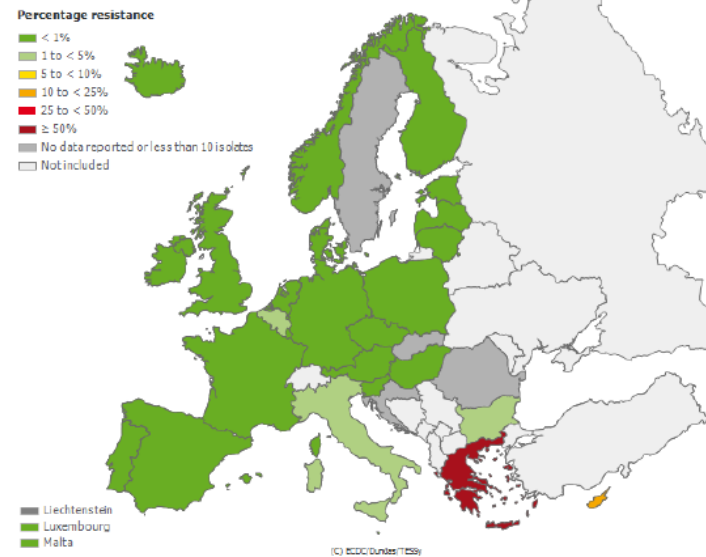 Percentage resistance
< 1%
1 to < 5%
5 to < 10%
10 to < 25%
25 to < 50%
≥ 50%
No data reported or less than 10 isolates
Not included
Liechtenstein
Luxembourg
Malta
(C) ECDC/Dundas/TESSy